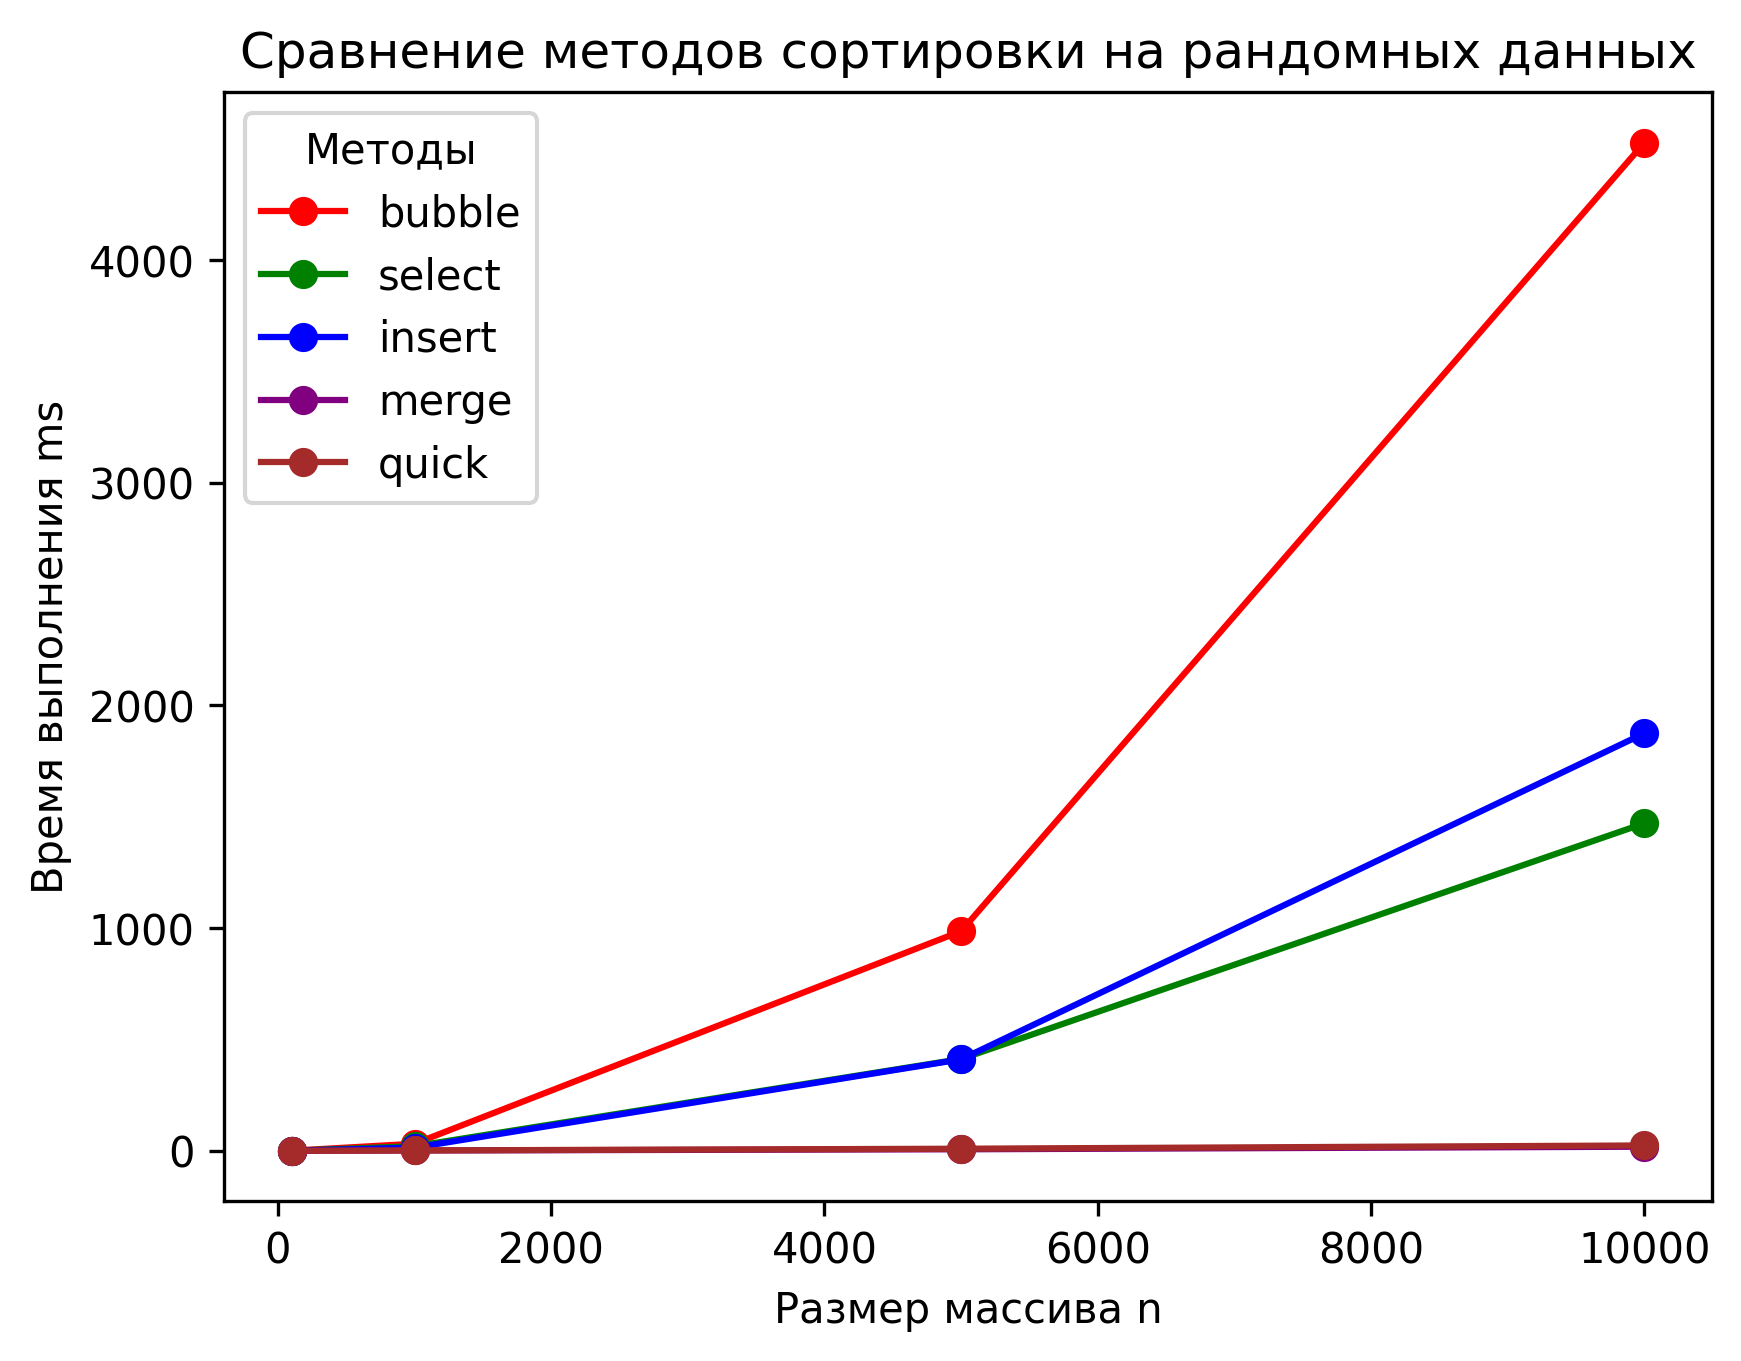 Сравнение методов сортировки на рандомных данных
Методы
bubble
select
insert
merge
quick
Время выполнения ms
4000
3000
2000
1000
0
0 2000 4000 6000 8000 10000
Размер массива n